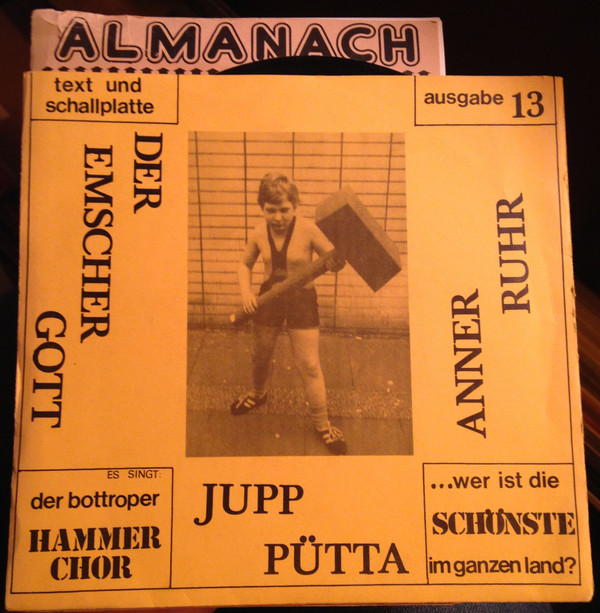 ALMANACH
text und
schallplatte
ausgabe 13
DER
EMSCHER
GOTT
ANNER
RUHR
ES SINGT:
der bottroper
HAMMER
CHOR
JUPP
PÜTTA
...wer ist die
SCHÖNSTE
im ganzen land?